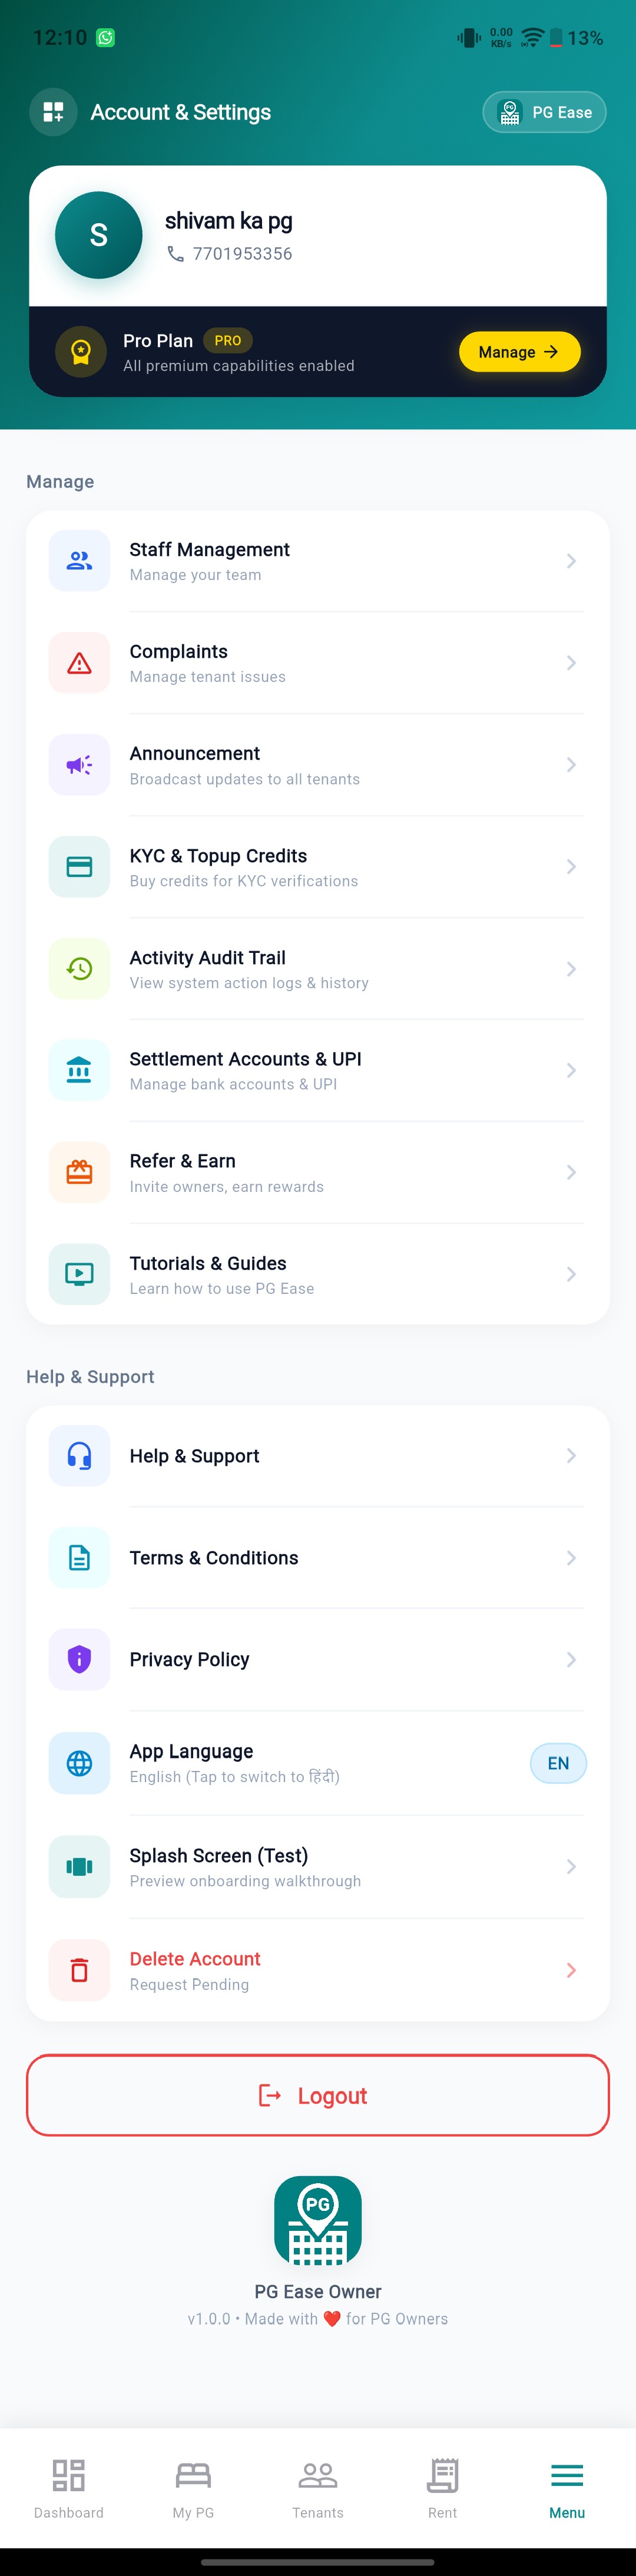 12:10
0.00
KB/s
13%
Account & Settings
PG
PG Ease
S
shivam ka pg
7701953356
Pro Plan PRO
All premium capabilities enabled
Manage →
Manage
Staff Management
Manage your team
Complaints
Manage tenant issues
Announcement
Broadcast updates to all tenants
KYC & Topup Credits
Buy credits for KYC verifications
Activity Audit Trail
View system action logs & history
Settlement Accounts & UPI
Manage bank accounts & UPI
Refer & Earn
Invite owners, earn rewards
Tutorials & Guides
Learn how to use PG Ease
Help & Support
Help & Support
Terms & Conditions
Privacy Policy
App Language
English (Tap to switch to हिंदी)
EN
Splash Screen (Test)
Preview onboarding walkthrough
Delete Account
Request Pending
Logout
PG
PG Ease Owner
v1.0.0 • Made with ❤️ for PG Owners
Dashboard
My PG
Tenants
Rent
Menu